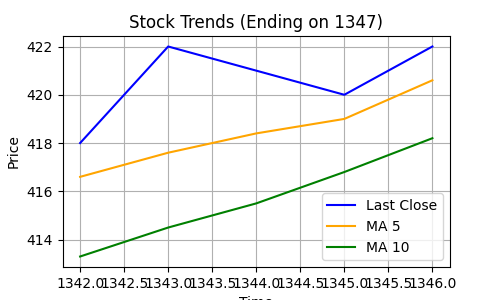 Stock Trends (Ending on 1347)
422
420
418
416
414
Price
Last Close
MA 5
MA 10
1342.0 1342.5 1343.0 1343.5 1344.0 1344.5 1345.0 1345.5 1346.0
Time